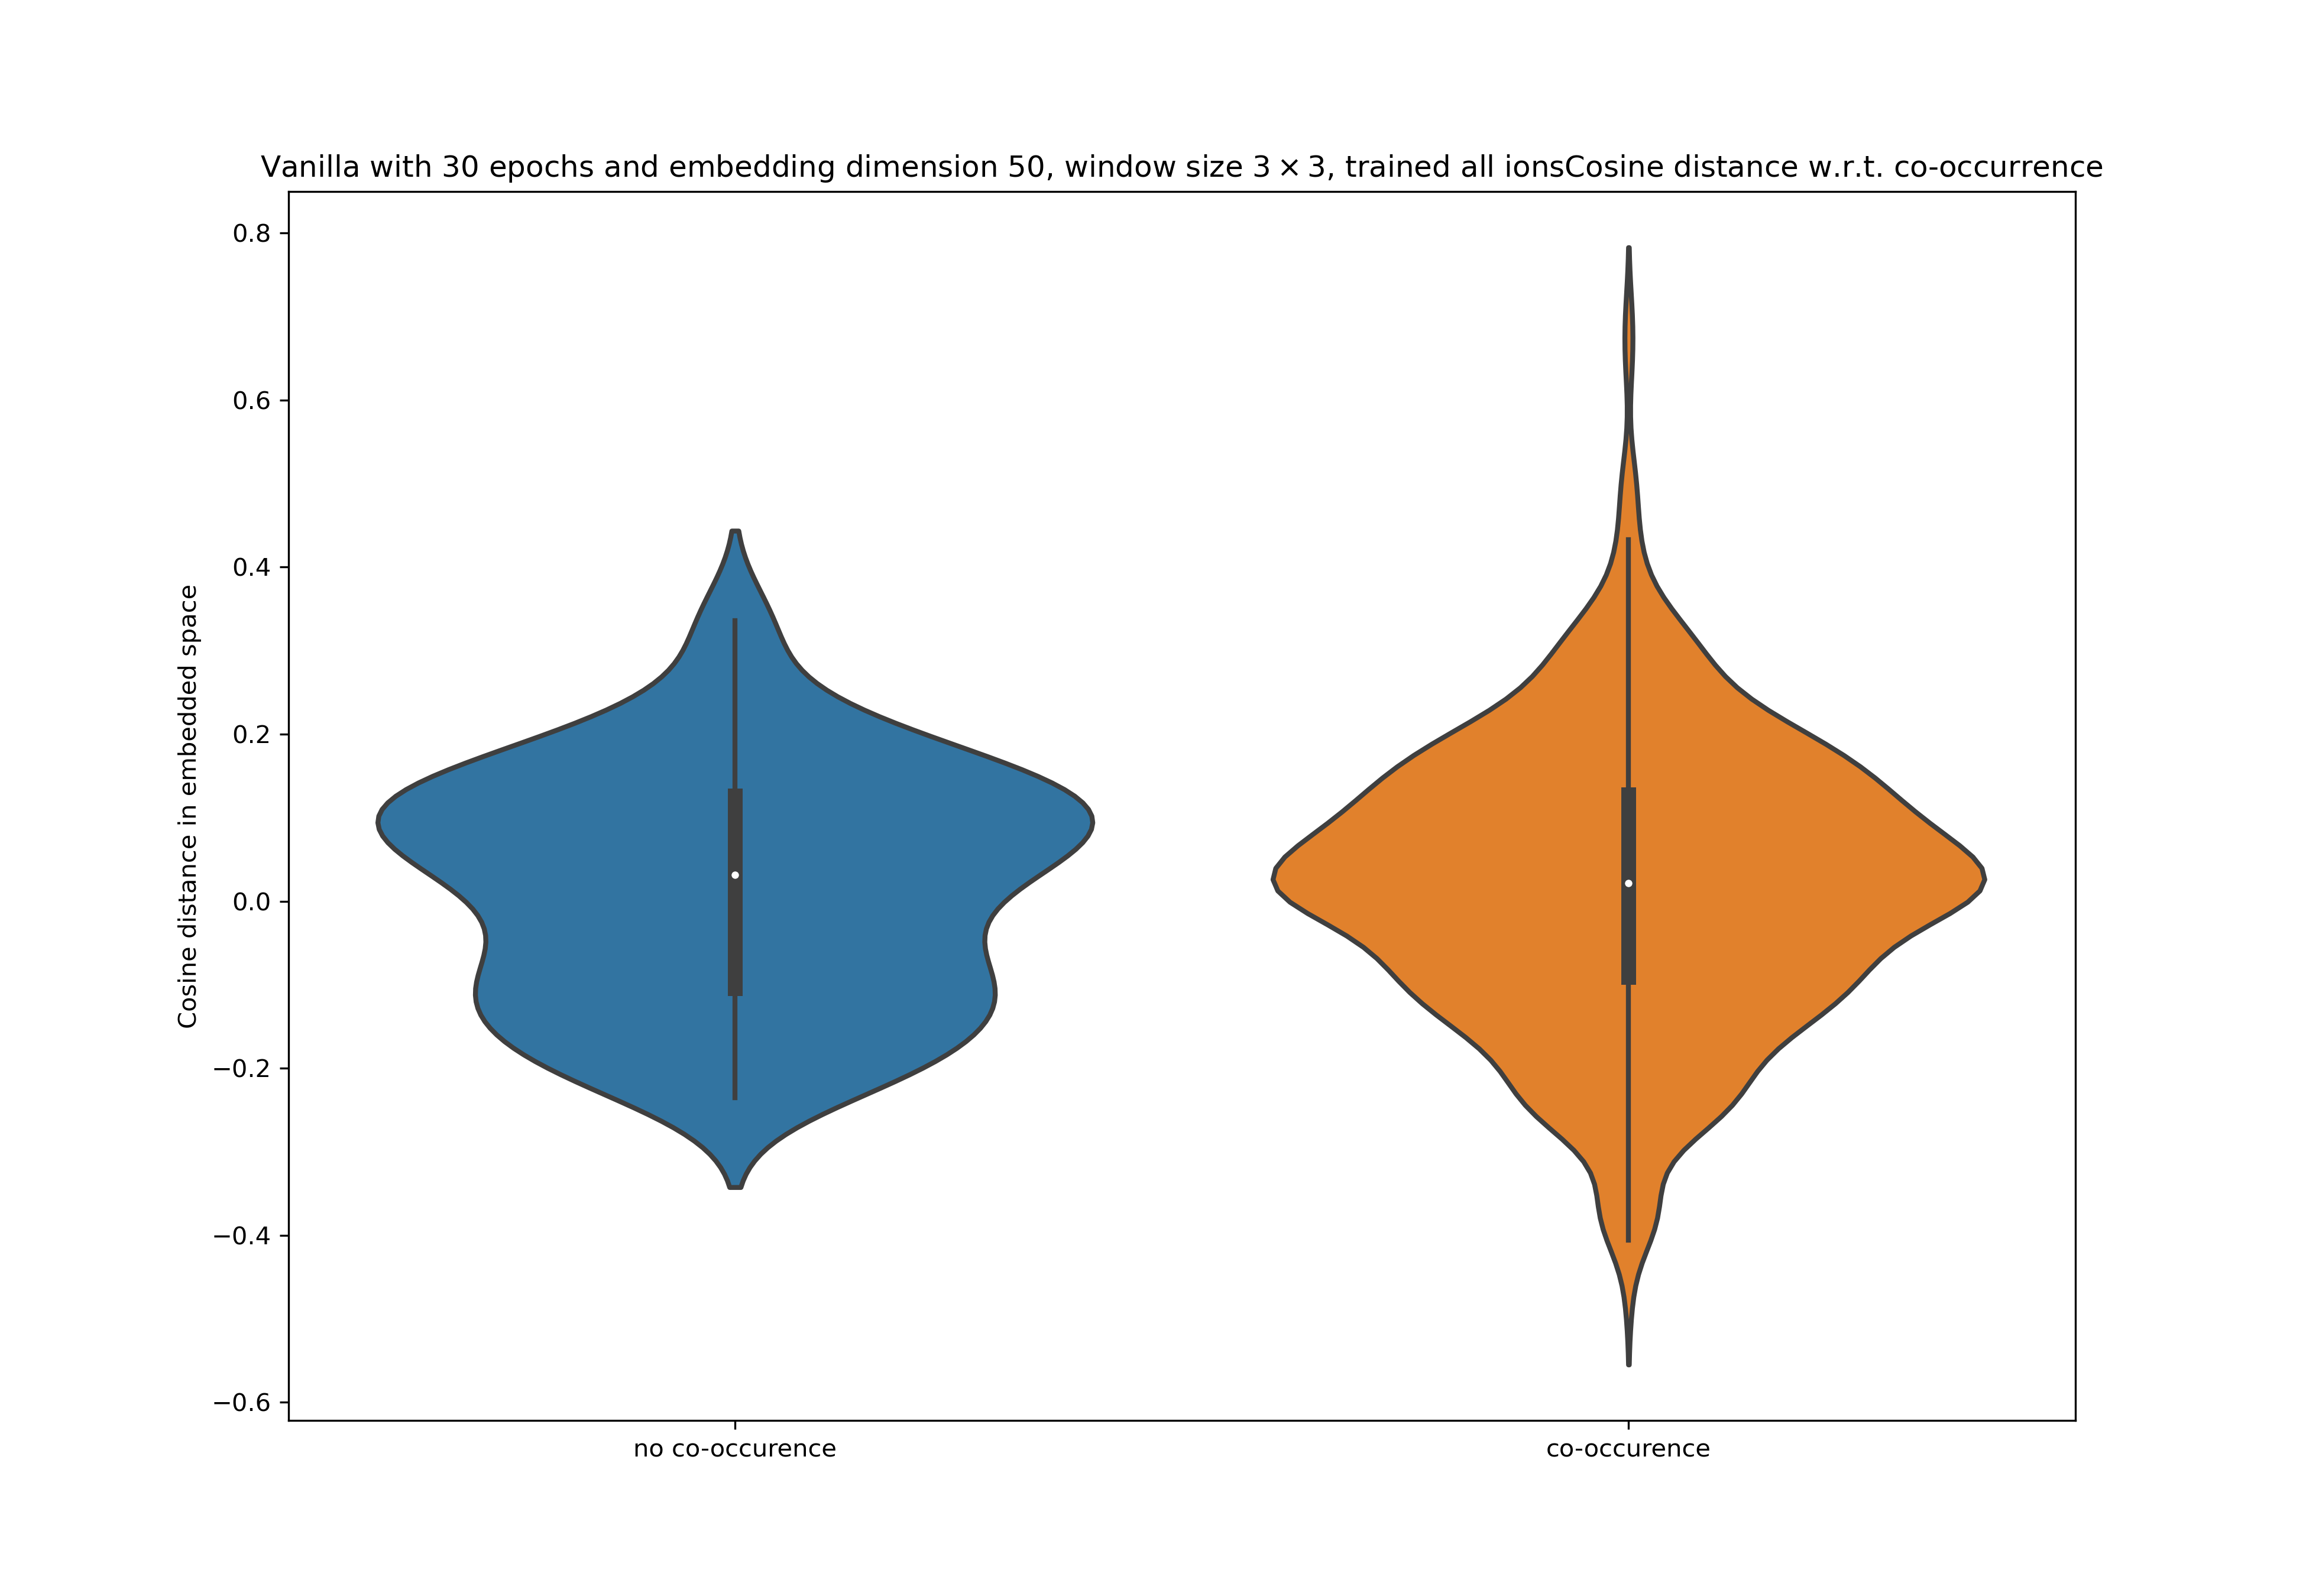 Vanilla with 30 epochs and embedding dimension 50, window size 3 × 3, trained all ionsCosine distance w.r.t. co-occurrence
Cosine distance in embedded space
0.8
0.6
0.4
0.2
0.0
−0.2
−0.4
−0.6
no co-occurence
co-occurence